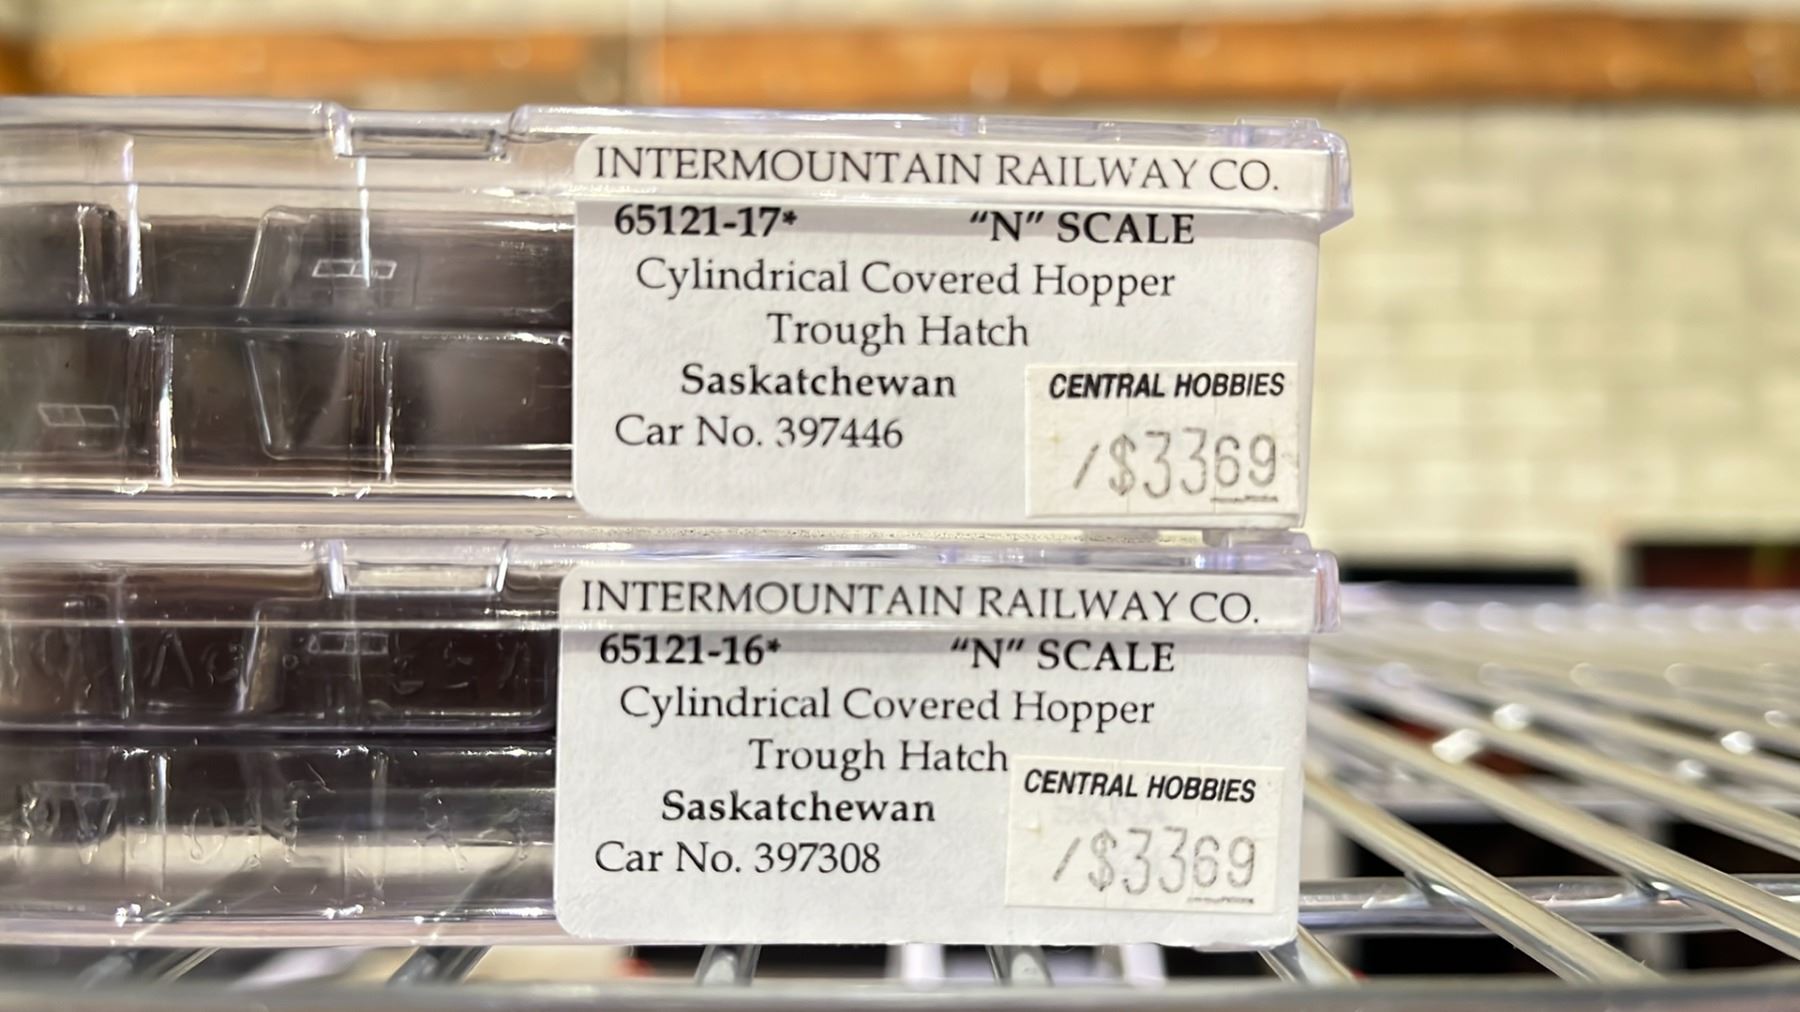 INTERMOUNTAIN RAILWAY CO.
65121-17* “N” SCALE
Cylindrical Covered Hopper
Trough Hatch
Saskatchewan
Car No. 397446
CENTRAL HOBBIES
/$3369
INTERMOUNTAIN RAILWAY CO.
65121-16* “N” SCALE
Cylindrical Covered Hopper
Trough Hatch
Saskatchewan
Car No. 397308
CENTRAL HOBBIES
/$3369